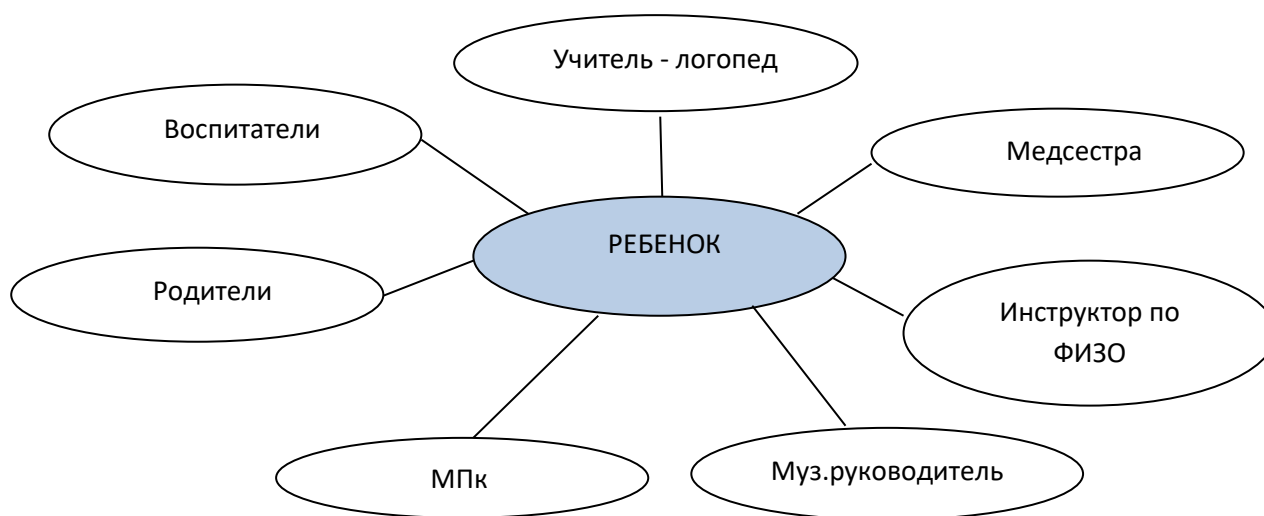 Учитель - логопед
Воспитатели
Медсестра
РЕБЕНОК
Родители
Инструктор по
ФИЗО
МПк
Муз.руководитель